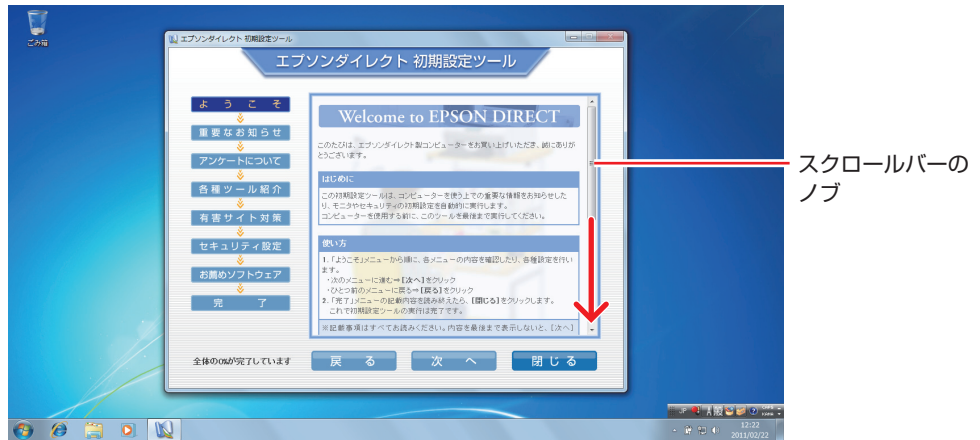 ごみ箱
エプソンダイレクト 初期設定ツール
エプソンダイレクト 初期設定ツール
ようこそ
重要なお知らせ
アンケートについて
各種ツール紹介
有害サイト対策
セキュリティ設定
お薦めソフトウェア
完了
Welcome to EPSON DIRECT
このたびは、エプソンダイレクト製コンピューターをお買い上げいただき、誠にありが
とうございます。
はじめに
この初期設定ツールは、コンピューターを使う上での重要な情報をお知らせした
り、モニタやセキュリティの初期設定を自動的に実行します。
コンピューターを使用する前に、このツールを最後まで実行してください。
使い方
1.「ようこそ」メニューから順に、各メニューの内容を確認したり、各種設定を行い
ます。
・次のメニューに進む⇒【次へ】をクリック
・ひとつ前のメニューに戻る⇒【戻る】をクリック
2.「完了」メニューの記載内容を読み終えたら、【閉じる】をクリックします。
これで初期設定ツールの実行は完了です。
※記載事項はすべてお読みください。内容を最後まで表示しないと、[次へ]
全体の0%が完了しています
戻る
次へ
閉じる
スクロールバーの
ノブ
JP
般
CAPS
KANA
12:22
2011/02/22